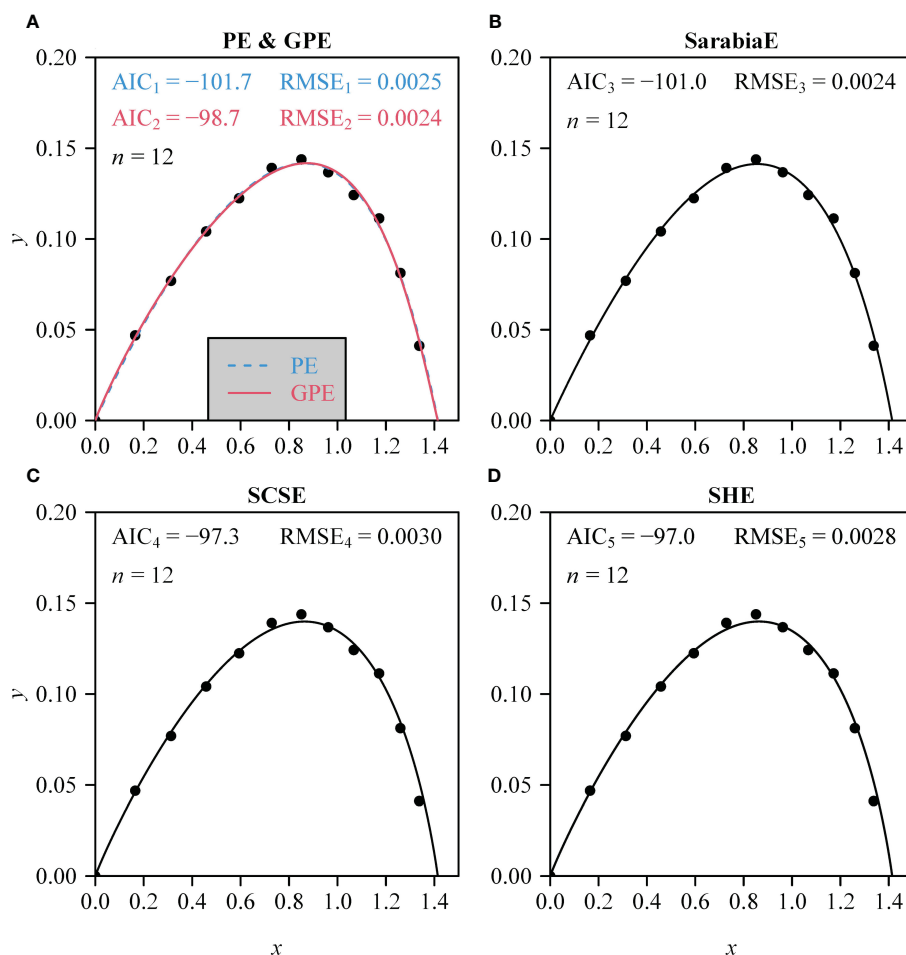 A
PE & GPE
AIC₁ = −101.7 RMSE₁ = 0.0025
AIC₂ = −98.7 RMSE₂ = 0.0024
n = 12
0.20
0.15
0.10
0.05
0.00
y
PE
GPE
0.0 0.2 0.4 0.6 0.8 1.0 1.2 1.4
B
SarabiaE
AIC₃ = −101.0 RMSE₃ = 0.0024
n = 12
0.20
0.15
0.10
0.05
0.00
0.0 0.2 0.4 0.6 0.8 1.0 1.2 1.4
C
SCSE
AIC₄ = −97.3 RMSE₄ = 0.0030
n = 12
0.20
0.15
0.10
0.05
0.00
y
0.0 0.2 0.4 0.6 0.8 1.0 1.2 1.4
x
D
SHE
AIC₅ = −97.0 RMSE₅ = 0.0028
n = 12
0.20
0.15
0.10
0.05
0.00
0.0 0.2 0.4 0.6 0.8 1.0 1.2 1.4
x